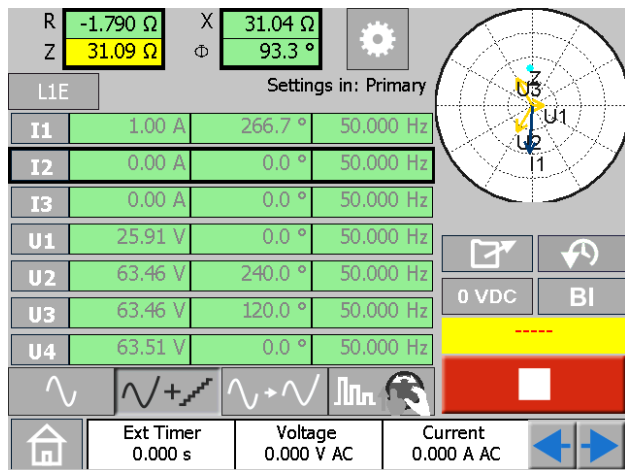 R -1.790 Ω X 31.04 Ω
Z 31.09 Ω Φ 93.3 °
L1E Settings in: Primary
I1 1.00 A 266.7 ° 50.000 Hz
I2 0.00 A 0.0 ° 50.000 Hz
I3 0.00 A 0.0 ° 50.000 Hz
U1 25.91 V 0.0 ° 50.000 Hz
U2 63.46 V 240.0 ° 50.000 Hz
U3 63.46 V 120.0 ° 50.000 Hz
U4 63.51 V 0.0 ° 50.000 Hz
Z
U3
U1
U2
I1
0 VDC BI
-----
Ext Timer Voltage Current
0.000 s 0.000 V AC 0.000 A AC